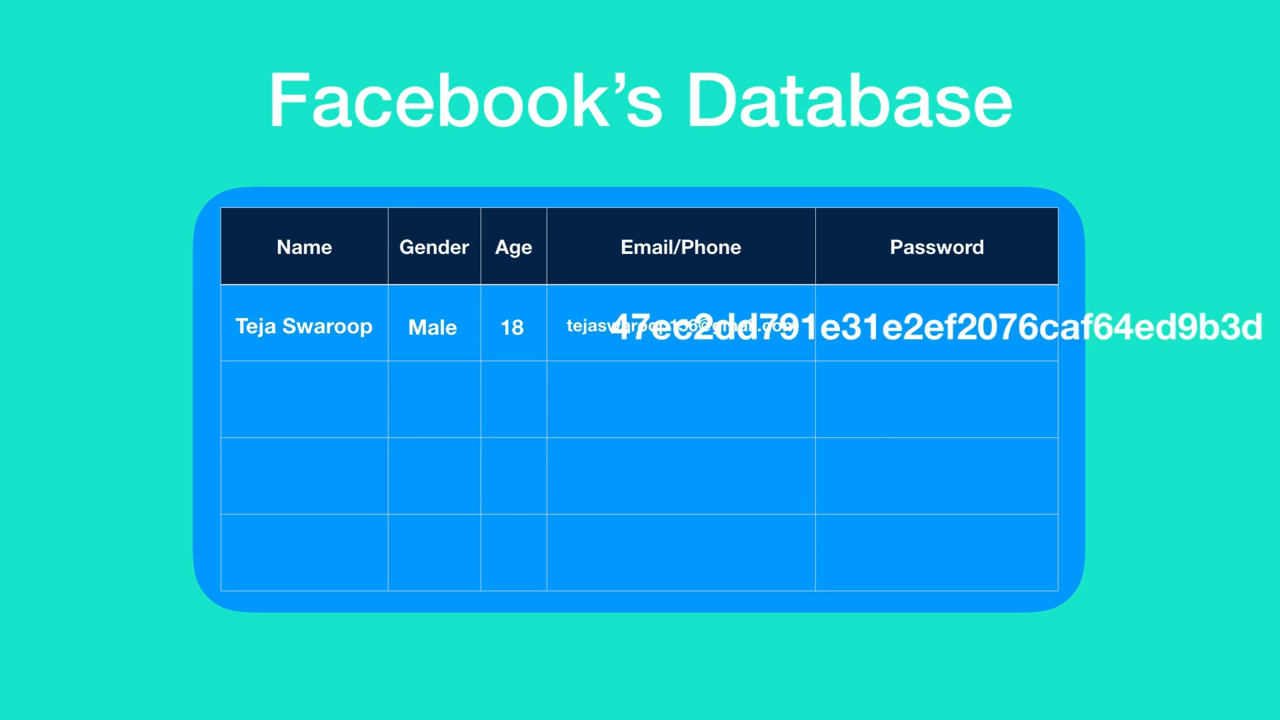 Facebook’s Database
Name Gender Age Email/Phone Password
Teja Swaroop Male 18 47ec2dd791e31e2ef2076caf64ed9b3d